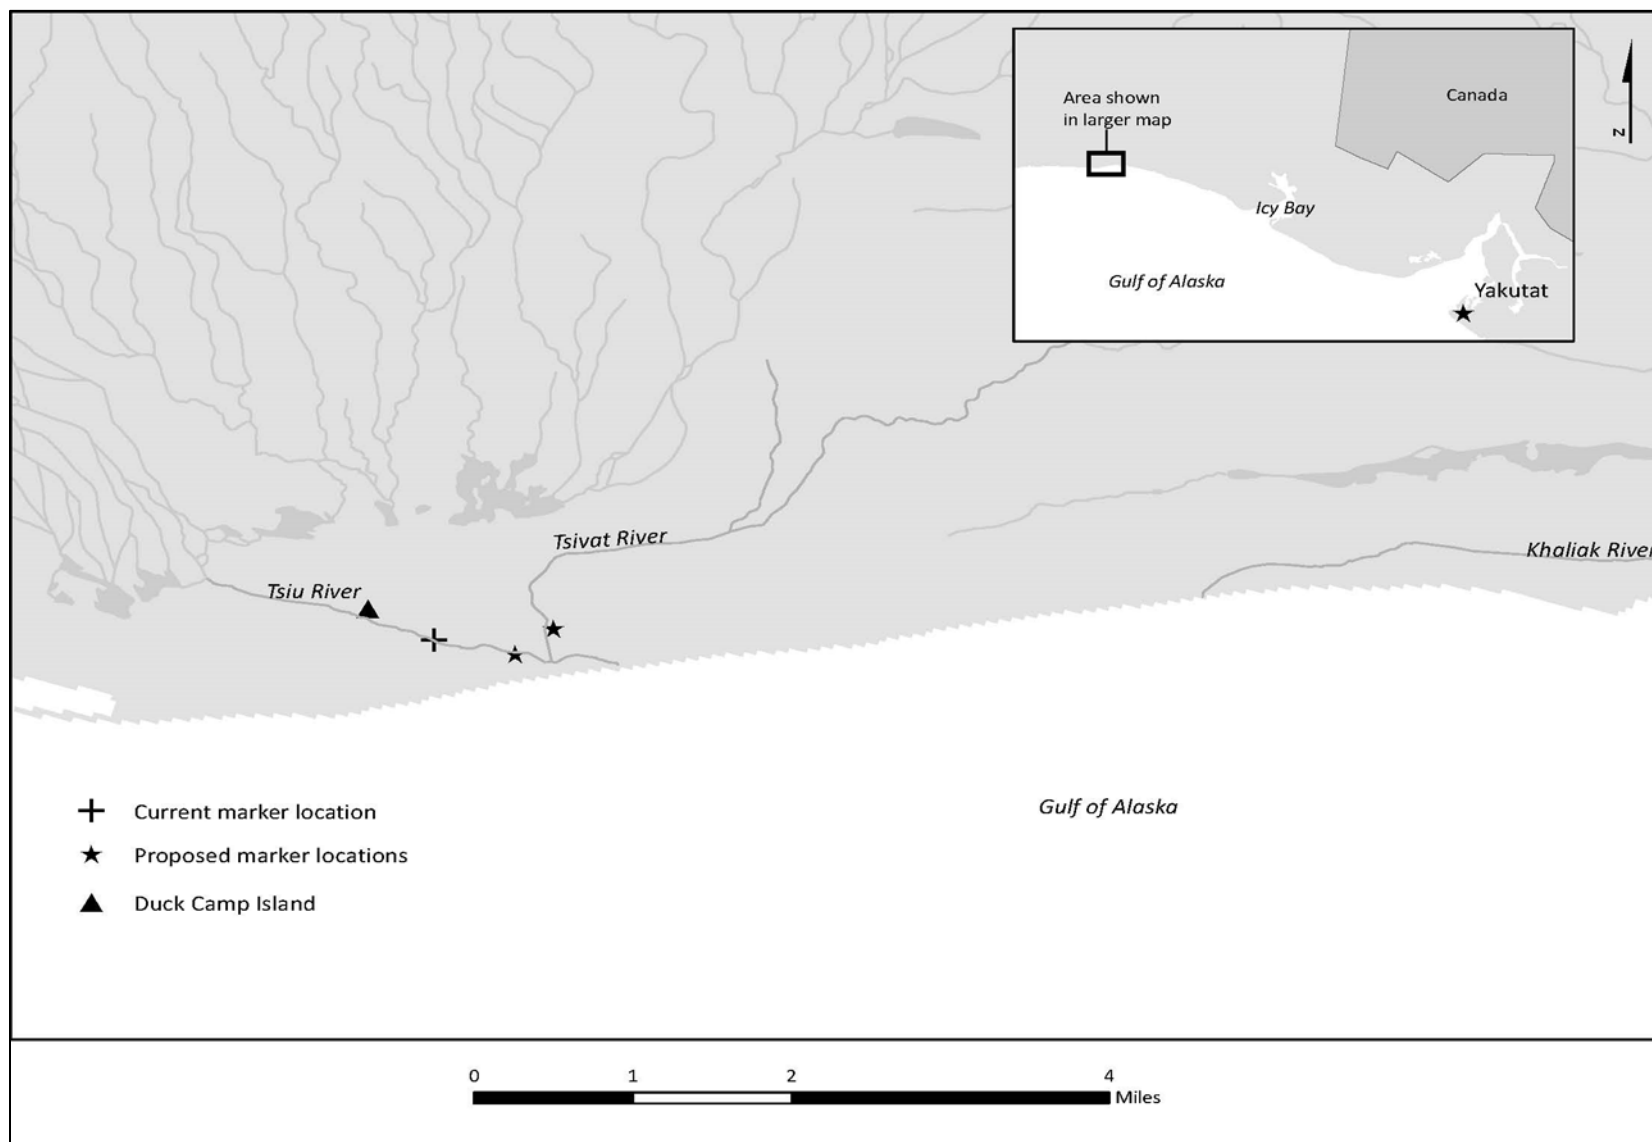 Area shown
in larger map
Canada
Z
Icy Bay
Gulf of Alaska
Yakutat
Tsivat River
Khaliak River
Tsiu River
Current marker location
Gulf of Alaska
Proposed marker locations
Duck Camp Island
0 1 2 4
Miles